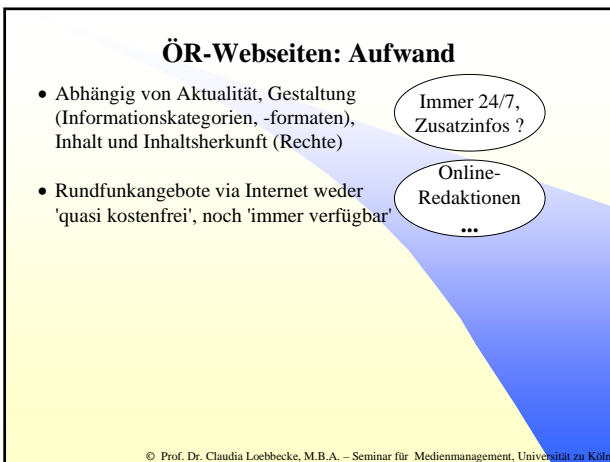 ÖR-Webseiten: Aufwand
• Abhängig von Aktualität, Gestaltung
(Informationskategorien, -formaten),
Inhalt und Inhaltsherkunft (Rechte)
Immer 24/7,
Zusatzinfos ?
• Rundfunkangebote via Internet weder
'quasi kostenfrei', noch 'immer verfügbar'
Online-
Redaktionen
...
© Prof. Dr. Claudia Loebbecke, M.B.A. – Seminar für Medienmanagement, Universität zu Köln